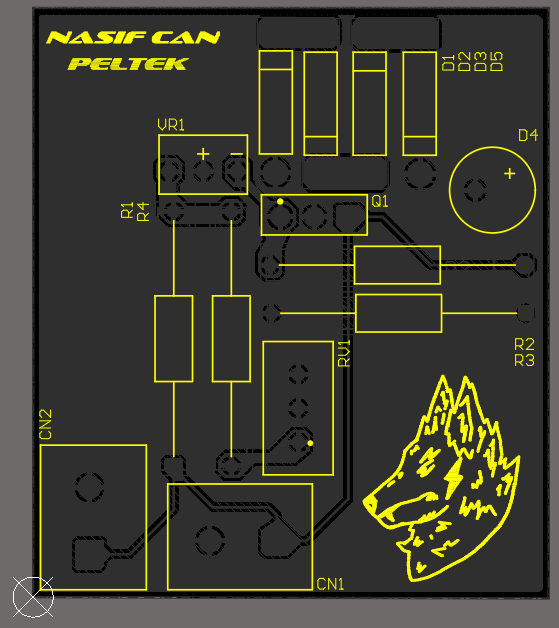 NASIF CAN
PELTEK
D1
D2
D3
D5
VR1
+
−
D4
+
R1
R4
Q1
R2
R3
RV1
CN2
CN1